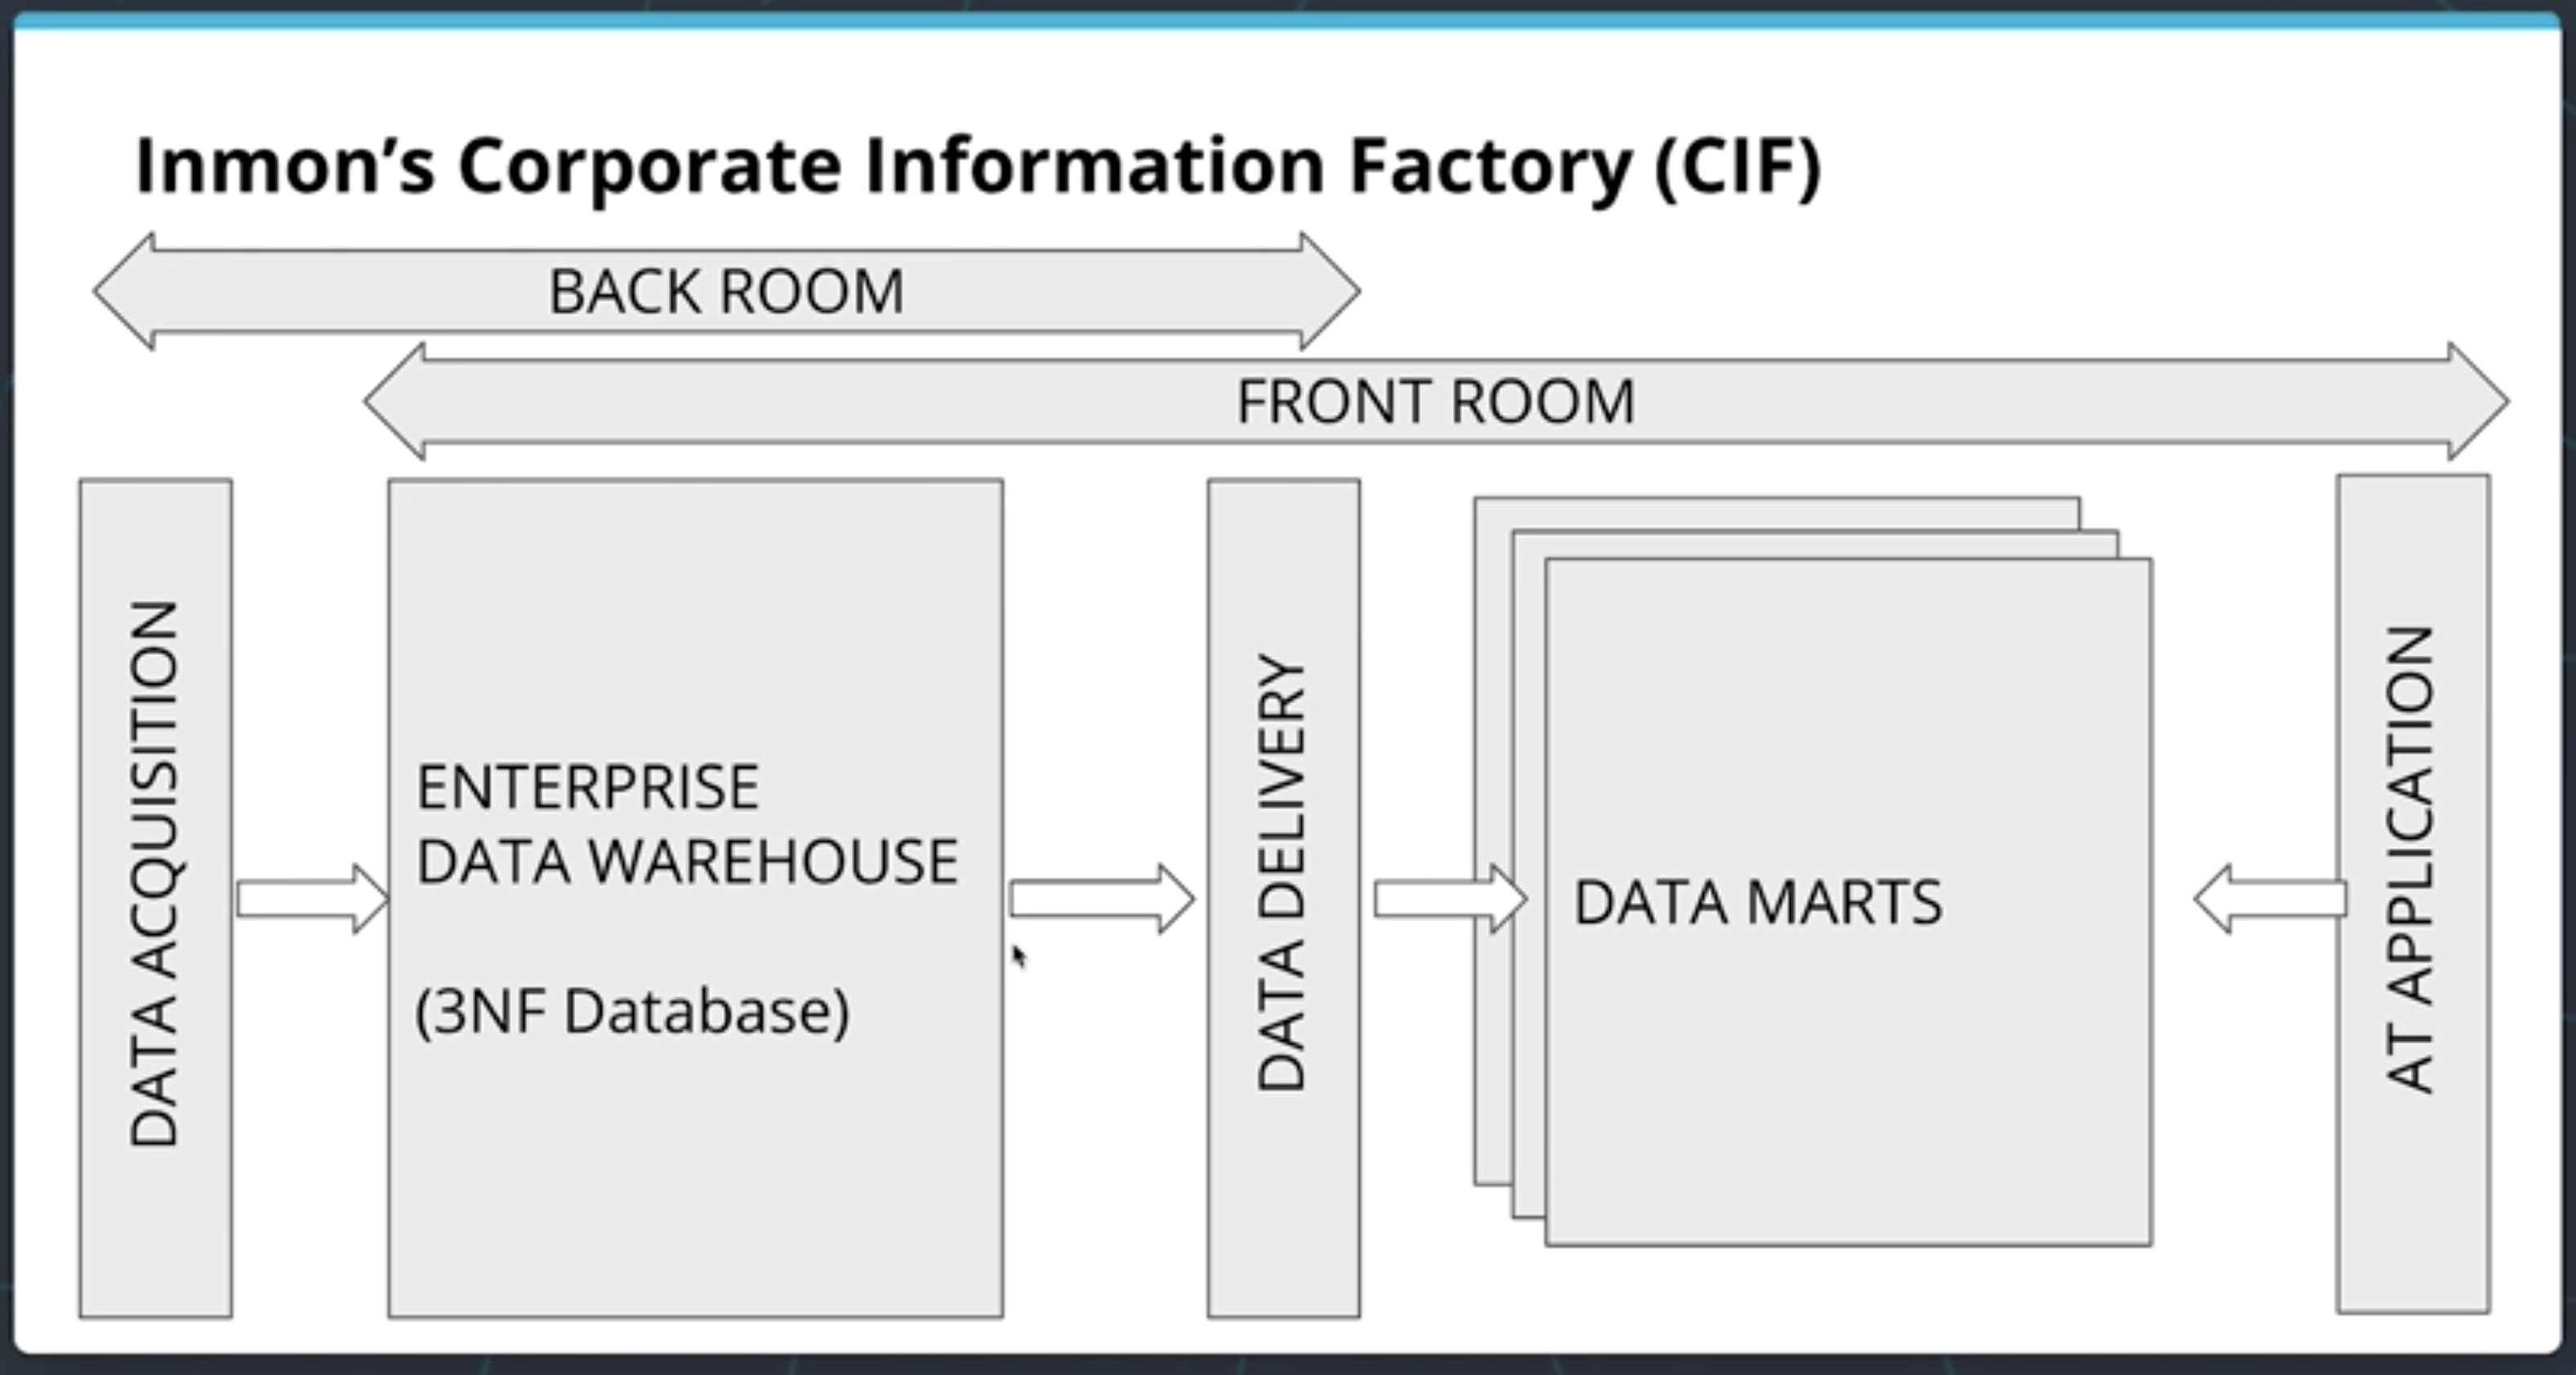 Inmon’s Corporate Information Factory (CIF)
BACK ROOM
FRONT ROOM
DATA ACQUISITION
ENTERPRISE
DATA WAREHOUSE
(3NF Database)
DATA DELIVERY
DATA MARTS
AT APPLICATION